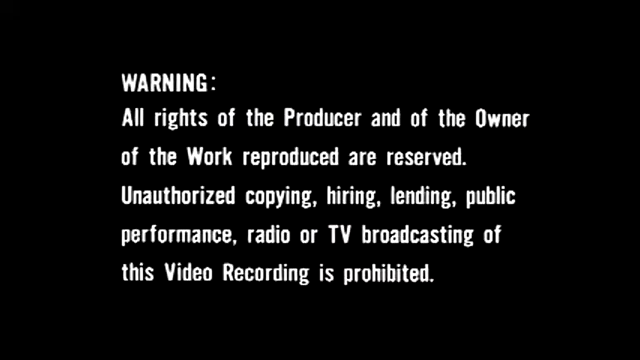 WARNING:
All rights of the Producer and of the Owner
of the Work reproduced are reserved.
Unauthorized copying, hiring, lending, public
performance, radio or TV broadcasting of
this Video Recording is prohibited.